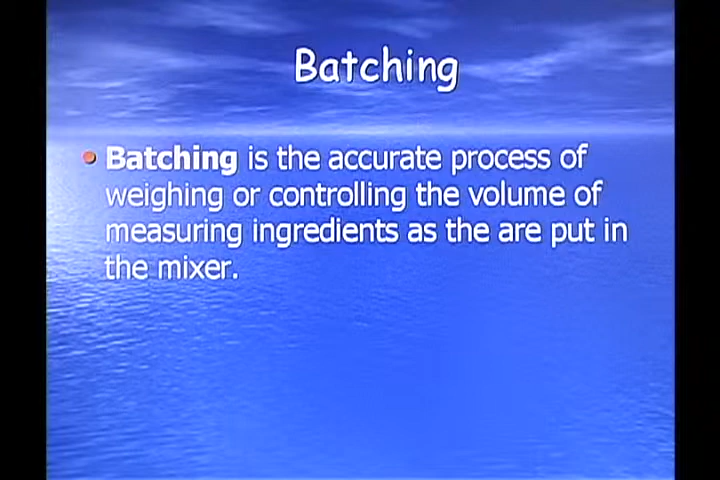 Batching
Batching is the accurate process of
weighing or controlling the volume of
measuring ingredients as the are put in
the mixer.